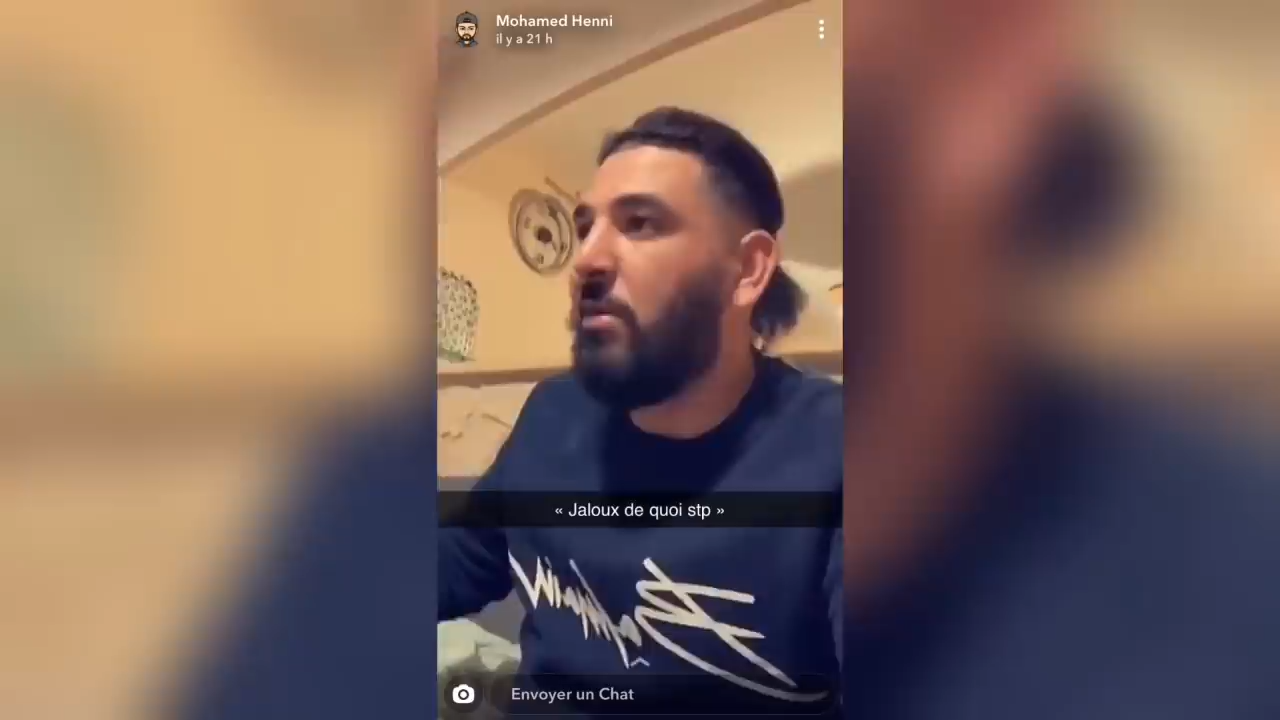 Mohamed Henni
il y a 21 h
« Jaloux de quoi stp »
Envoyer un Chat